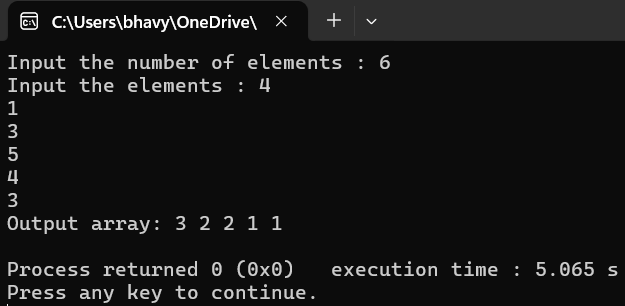 C:\Users\bhavy\OneDrive\
Input the number of elements : 6
Input the elements : 4
1
3
5
4
3
Output array: 3 2 2 1 1
Process returned 0 (0x0)   execution time : 5.065 s
Press any key to continue.